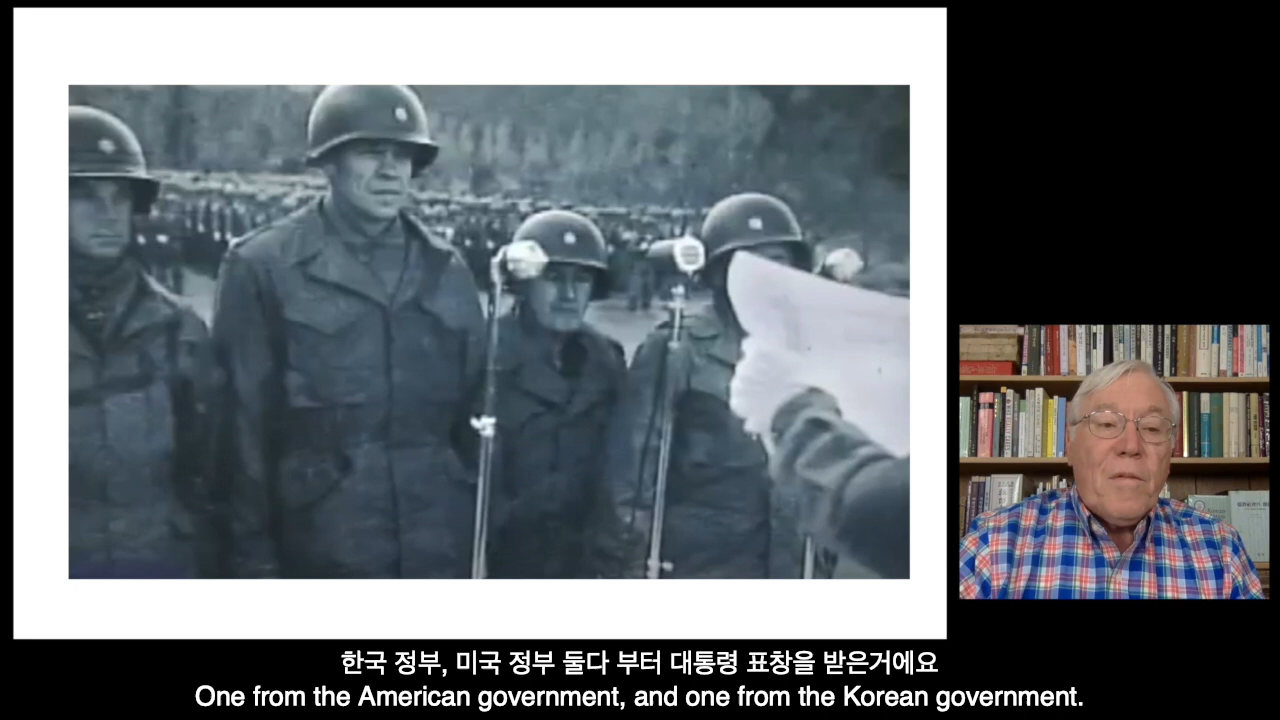 한국 정부, 미국 정부 둘다 부터 대통령 표창을 받은거에요
One from the American government, and one from the Korean government.